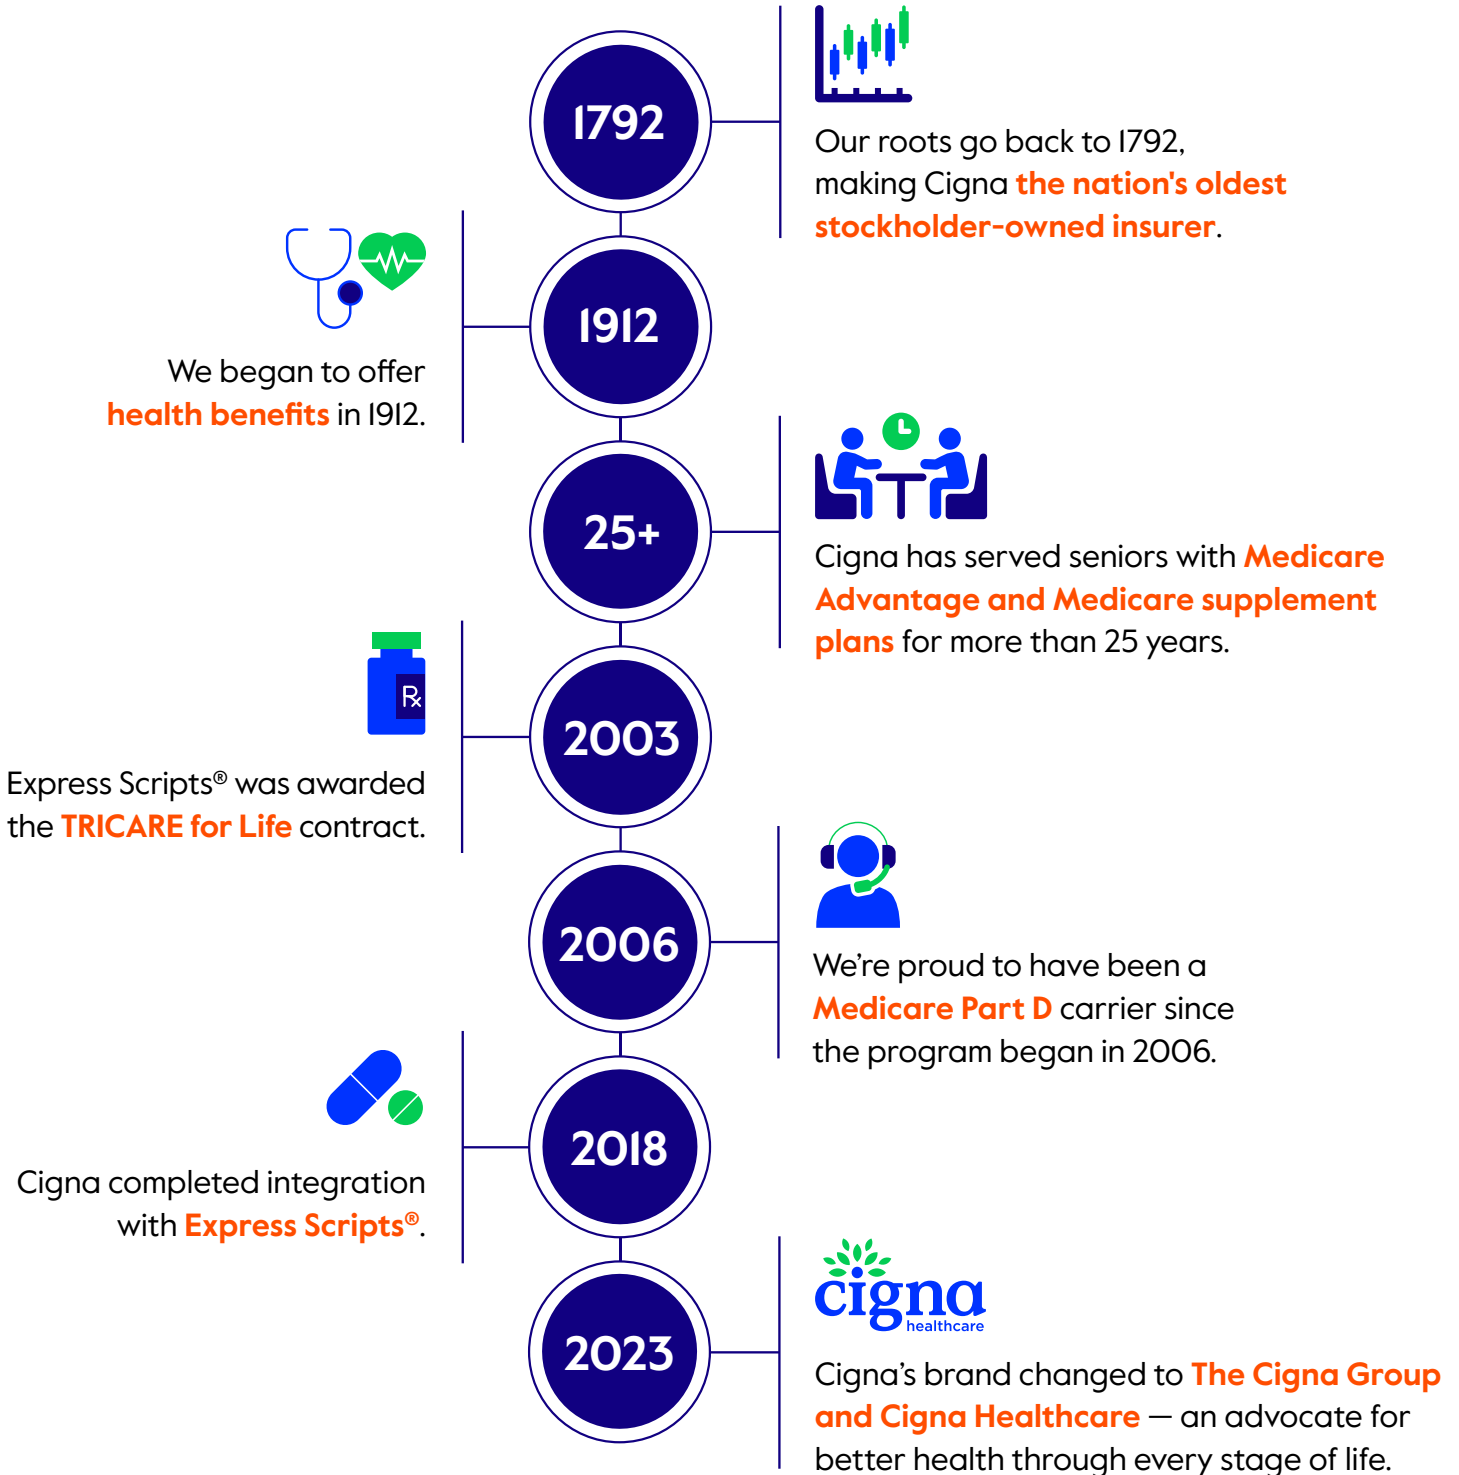 1792
Our roots go back to 1792,
making Cigna the nation's oldest
stockholder-owned insurer.
1912
We began to offer
health benefits in 1912.
25+
Cigna has served seniors with Medicare
Advantage and Medicare supplement
plans for more than 25 years.
Rx
2003
Express Scripts® was awarded
the TRICARE for Life contract.
2006
We’re proud to have been a
Medicare Part D carrier since
the program began in 2006.
2018
Cigna completed integration
with Express Scripts®.
2023
cigna
healthcare
Cigna’s brand changed to The Cigna Group
and Cigna Healthcare — an advocate for
better health through every stage of life.